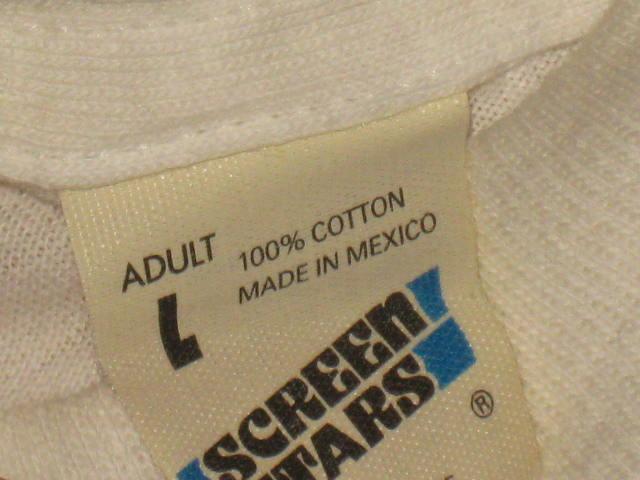 ADULT 100% COTTON
L MADE IN MEXICO
SCREEN
STARS
®